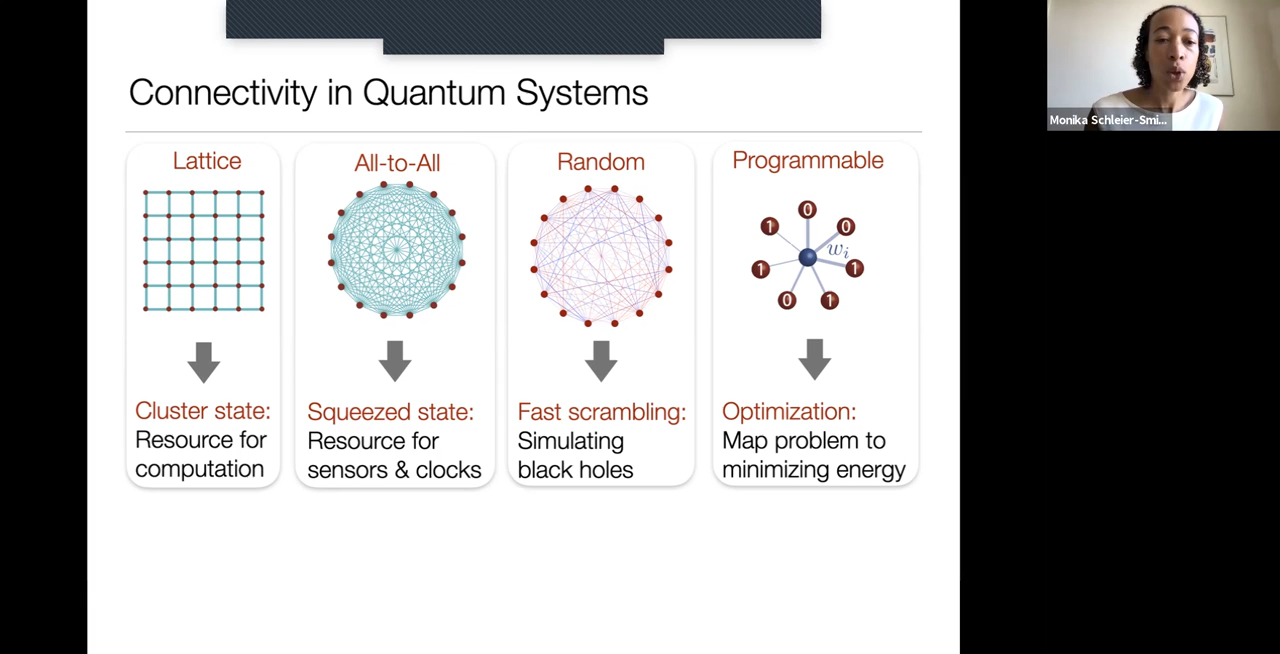 Connectivity in Quantum Systems
Lattice
All-to-All
Random
Programmable
0
1
0
w_i
1
1
0
1
Cluster state:
Resource for
computation
Squeezed state:
Resource for
sensors & clocks
Fast scrambling:
Simulating
black holes
Optimization:
Map problem to
minimizing energy
Monika Schleier-Smi...